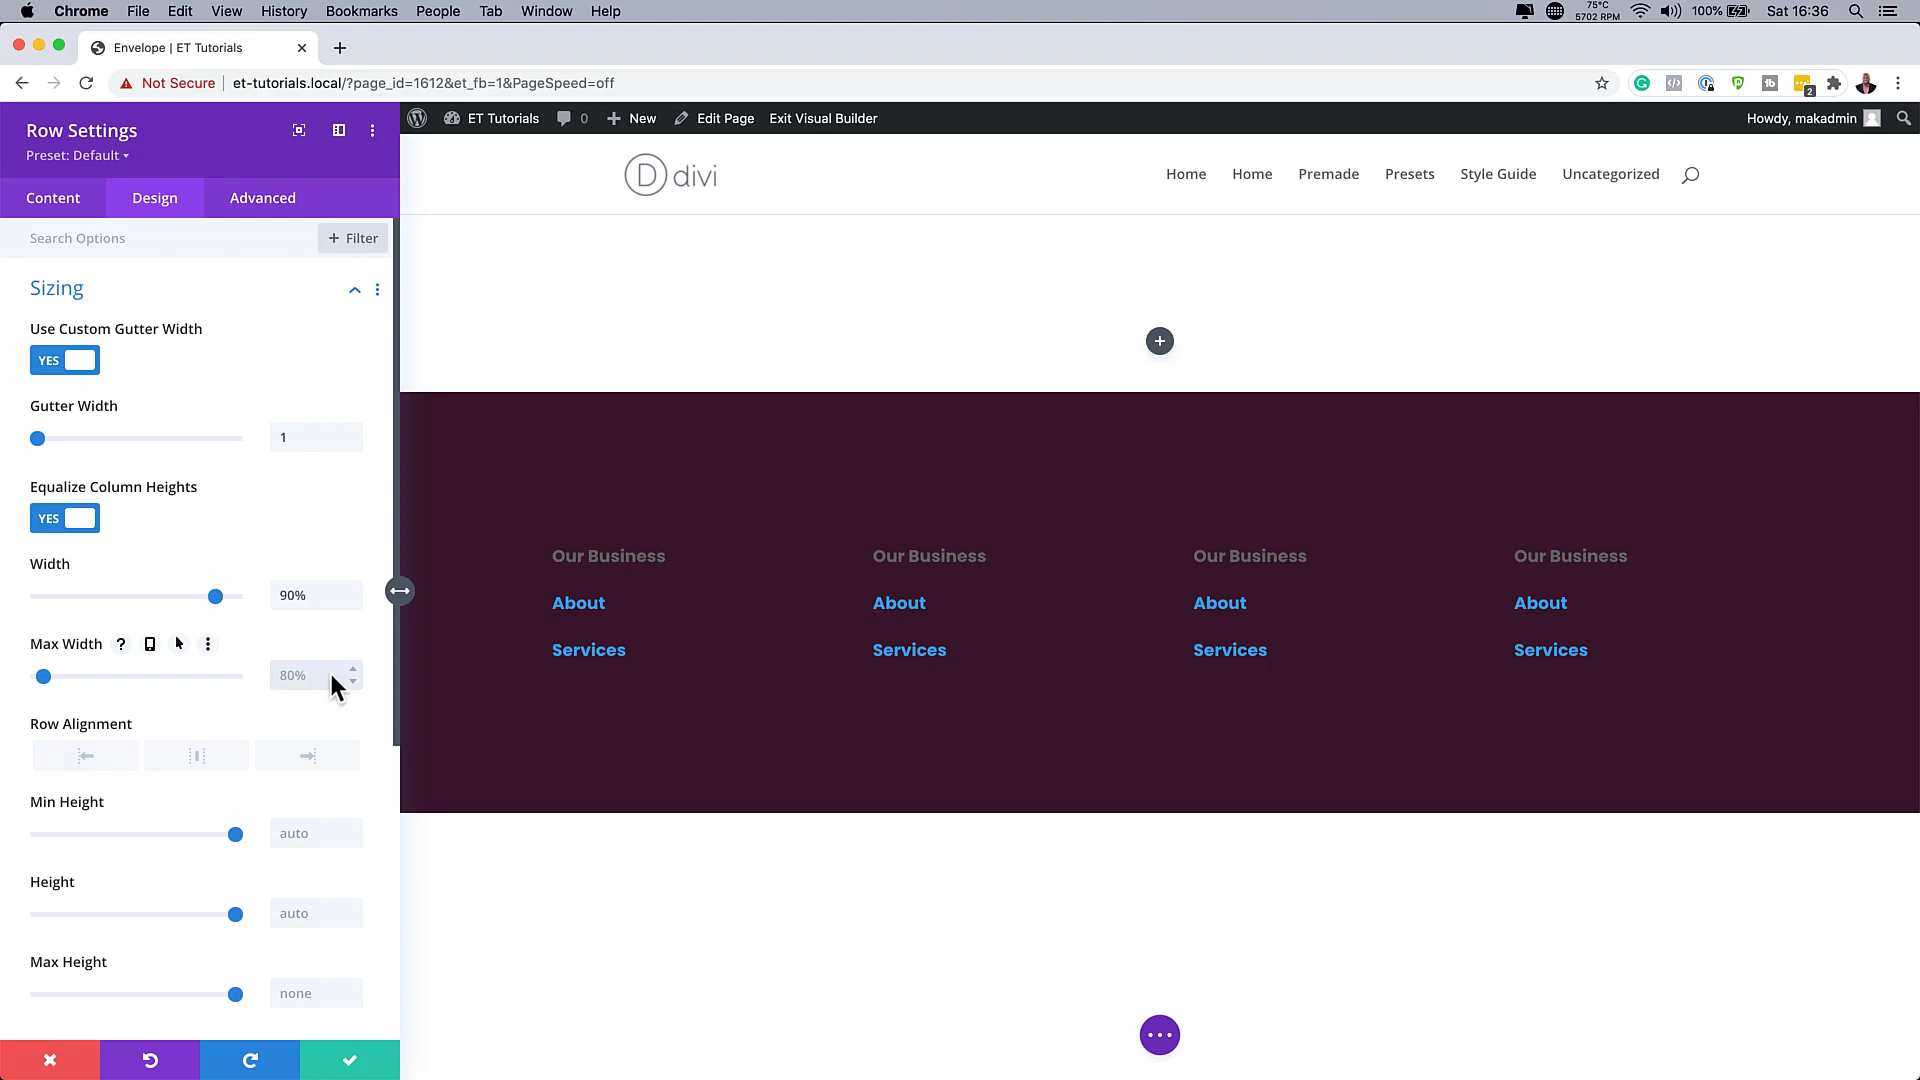 Chrome File Edit View History Bookmarks People Tab Window Help 75°C 5702 RPM 100% Sat 16:36
Envelope | ET Tutorials
Not Secure et-tutorials.local/?page_id=1612&et_fb=1&PageSpeed=off 2
Row Settings
Preset: Default
Content Design Advanced
Search Options + Filter
Sizing
Use Custom Gutter Width
YES
Gutter Width
1
Equalize Column Heights
YES
Width
90%
Max Width ?
80%
Row Alignment
Min Height
auto
Height
auto
Max Height
none
ET Tutorials 0 New Edit Page Exit Visual Builder Howdy, makadmin
D divi Home Home Premade Presets Style Guide Uncategorized
Our Business Our Business Our Business Our Business
About About About About
Services Services Services Services